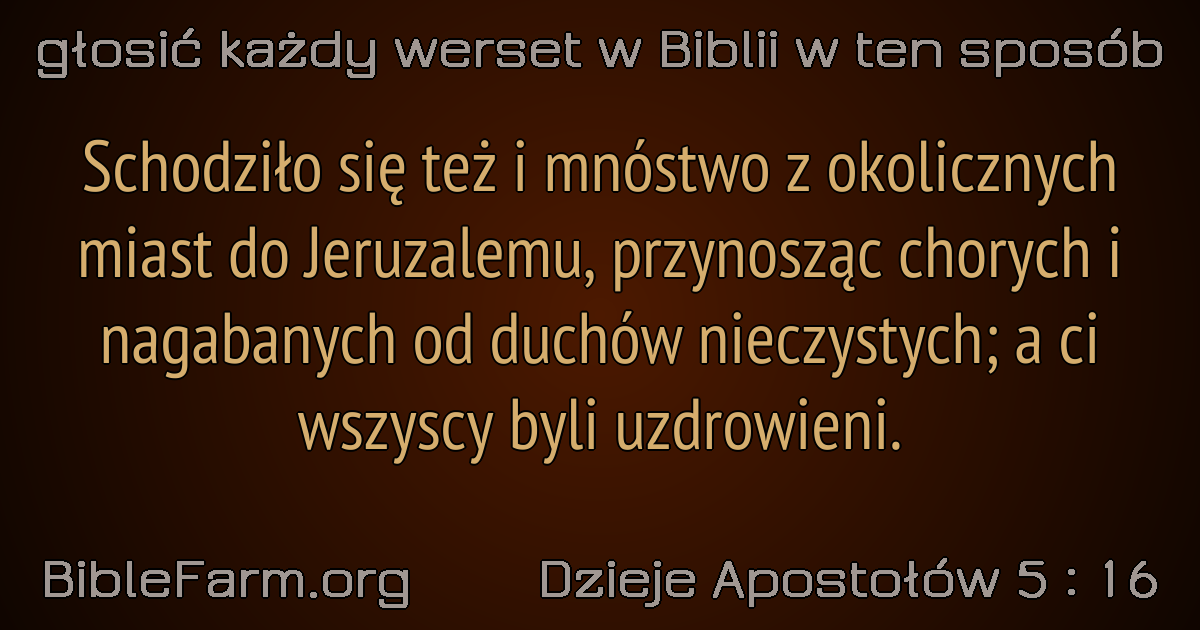 głosić każdy werset w Biblii w ten sposób
Schodziło się też i mnóstwo z okolicznych
miast do Jeruzalemu, przynosząc chorych i
nagabanych od duchów nieczystych; a ci
wszyscy byli uzdrowieni.
BibleFarm.org Dzieje Apostołów 5 : 16